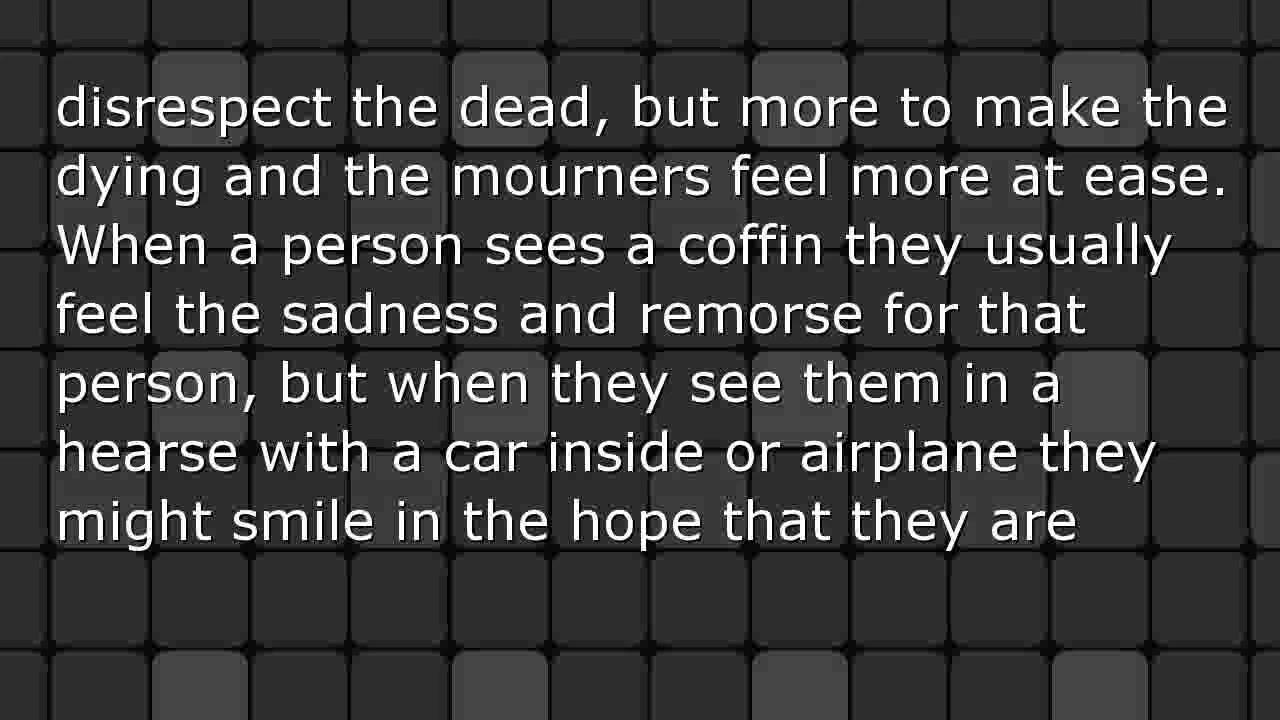 disrespect the dead, but more to make the
dying and the mourners feel more at ease.
When a person sees a coffin they usually
feel the sadness and remorse for that
person, but when they see them in a
hearse with a car inside or airplane they
might smile in the hope that they are